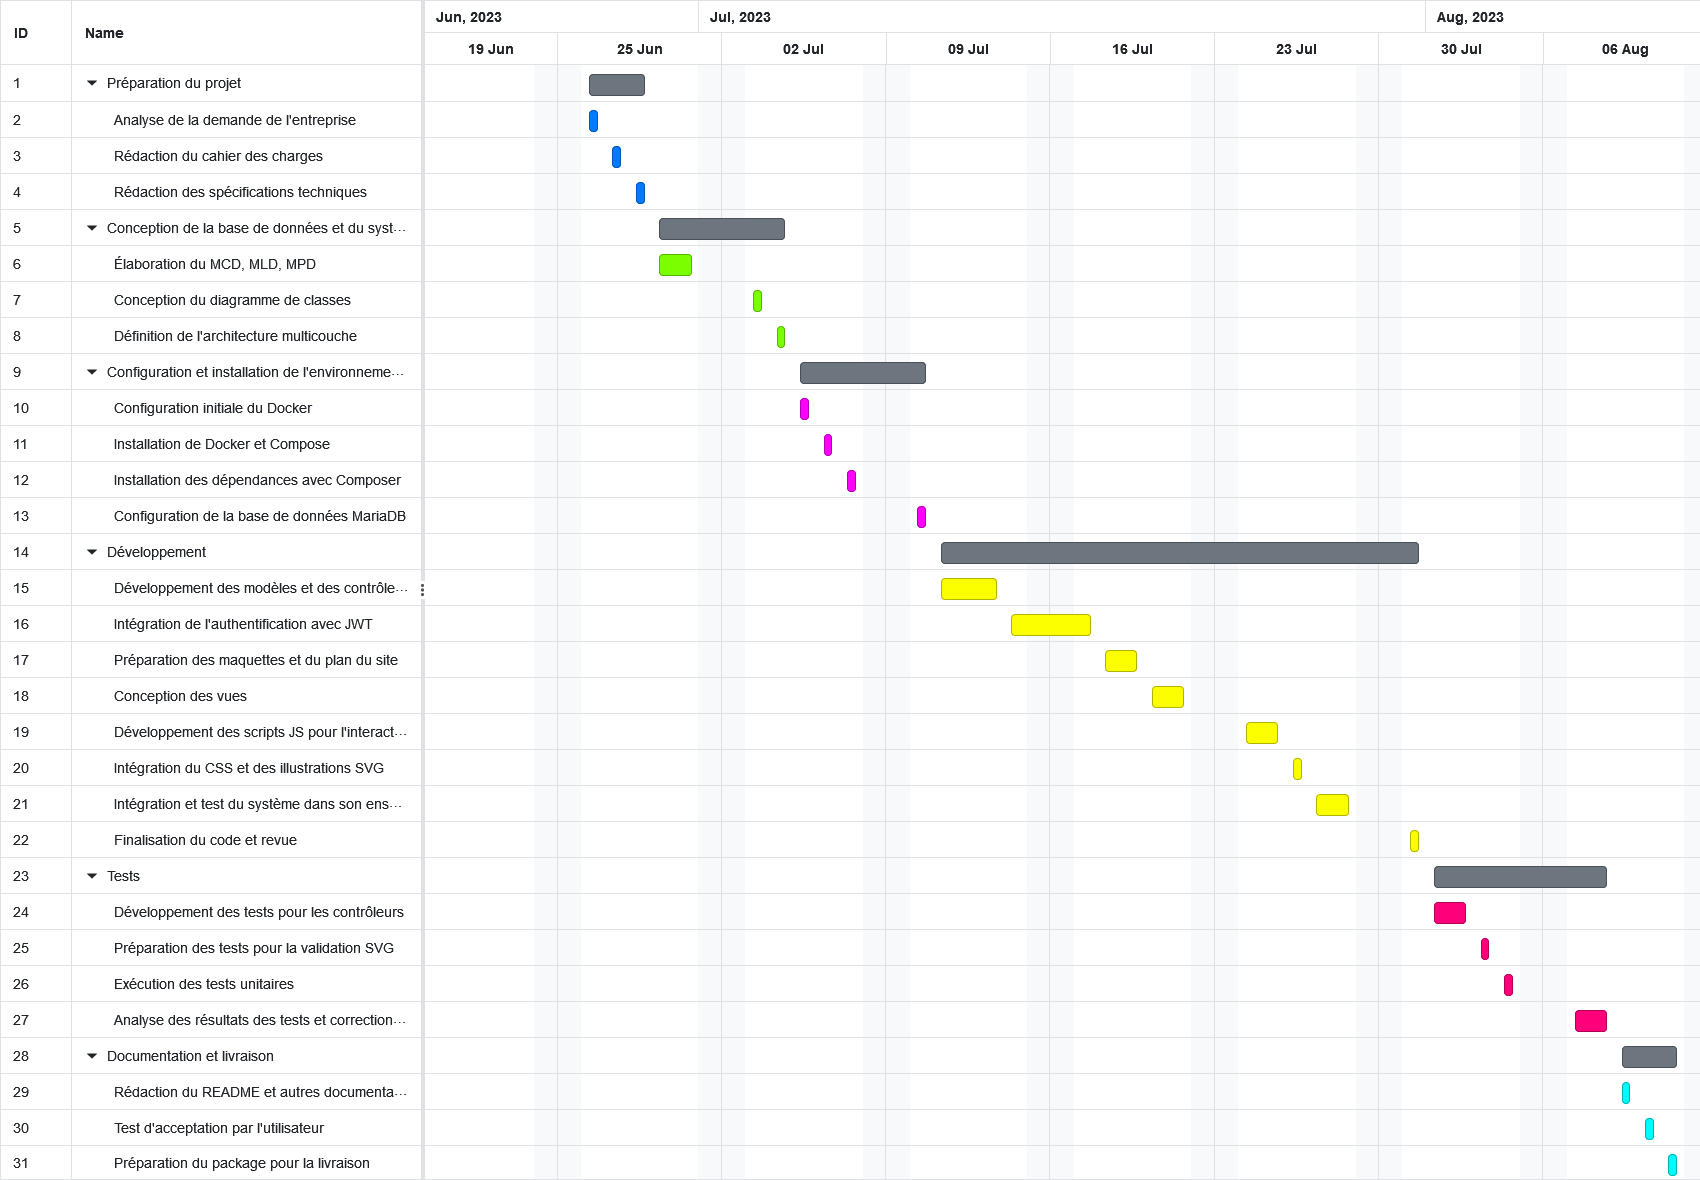 ID Name Jun, 2023 Jul, 2023 Aug, 2023
19 Jun 25 Jun 02 Jul 09 Jul 16 Jul 23 Jul 30 Jul 06 Aug
1 Préparation du projet
2 Analyse de la demande de l'entreprise
3 Rédaction du cahier des charges
4 Rédaction des spécifications techniques
5 Conception de la base de données et du syst...
6 Élaboration du MCD, MLD, MPD
7 Conception du diagramme de classes
8 Définition de l'architecture multicouche
9 Configuration et installation de l'environneme...
10 Configuration initiale du Docker
11 Installation de Docker et Compose
12 Installation des dépendances avec Composer
13 Configuration de la base de données MariaDB
14 Développement
15 Développement des modèles et des contrôle...
16 Intégration de l'authentification avec JWT
17 Préparation des maquettes et du plan du site
18 Conception des vues
19 Développement des scripts JS pour l'interact...
20 Intégration du CSS et des illustrations SVG
21 Intégration et test du système dans son ens...
22 Finalisation du code et revue
23 Tests
24 Développement des tests pour les contrôleurs
25 Préparation des tests pour la validation SVG
26 Exécution des tests unitaires
27 Analyse des résultats des tests et correction...
28 Documentation et livraison
29 Rédaction du README et autres documenta...
30 Test d'acceptation par l'utilisateur
31 Préparation du package pour la livraison